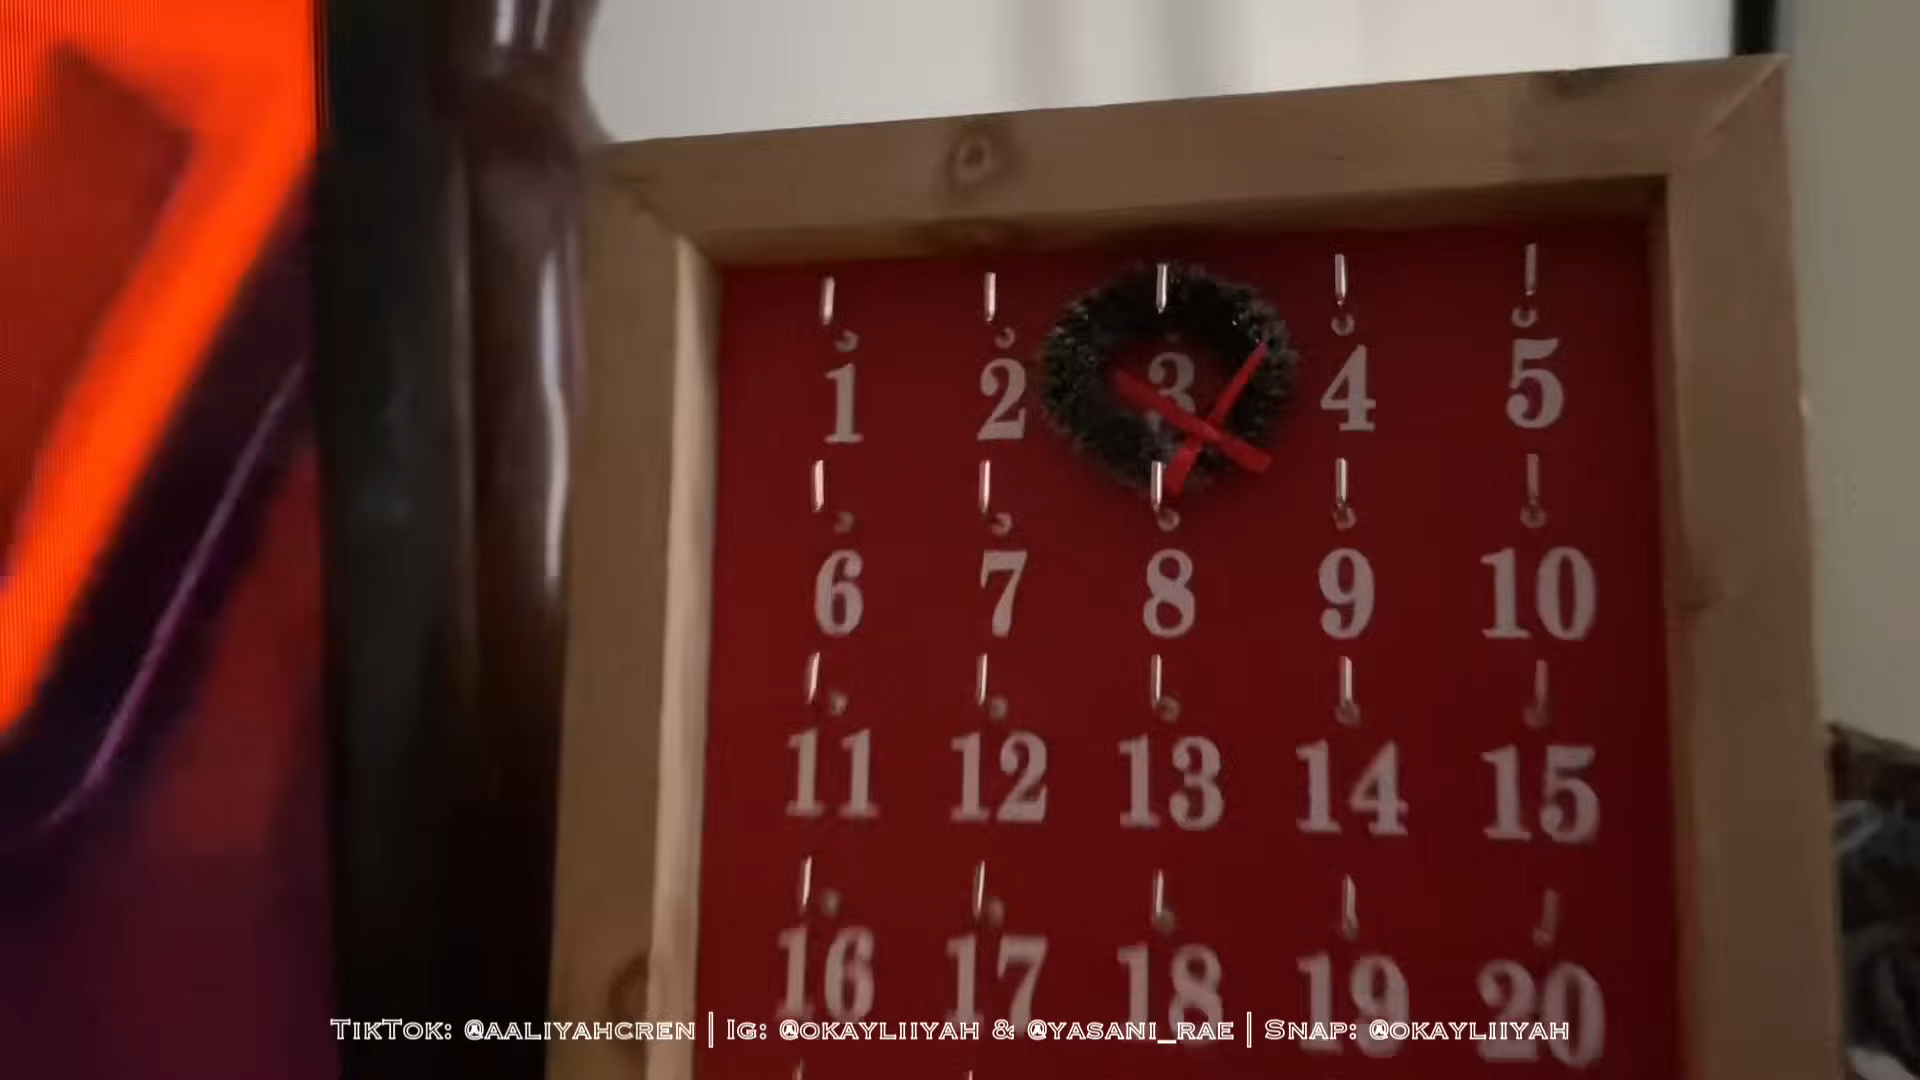 1 2 3 4 5
6 7 8 9 10
11 12 13 14 15
16 17 18 19 20
TikTok: @aaliyahcren | Ig: @okayliiyah & @yasani_rae | Snap: @okayliiyah